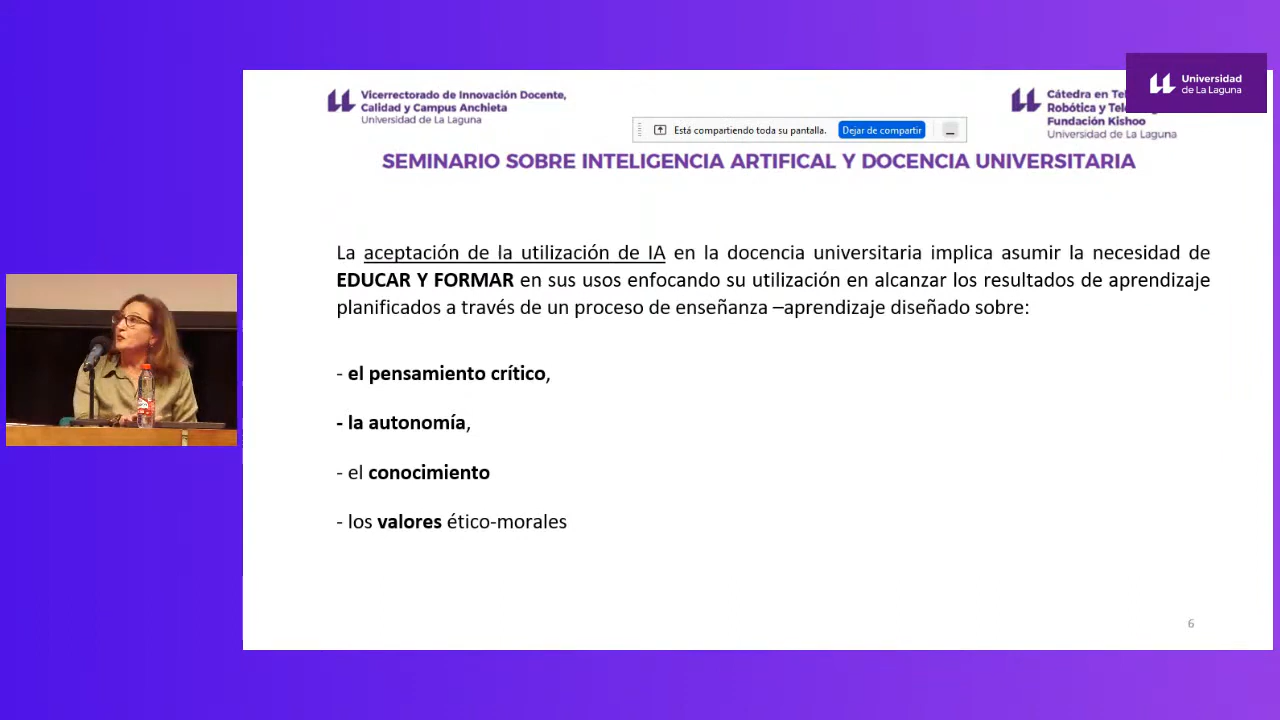 Vicerrectorado de Innovación Docente,
Calidad y Campus Anchieta
Universidad de La Laguna
Cátedra en
Robótica y
Fundación Kishoo
Universidad de La Laguna
Universidad
de La Laguna
Está compartiendo toda su pantalla. Dejar de compartir
SEMINARIO SOBRE INTELIGENCIA ARTIFICAL Y DOCENCIA UNIVERSITARIA
La aceptación de la utilización de IA en la docencia universitaria implica asumir la necesidad de
EDUCAR Y FORMAR en sus usos enfocando su utilización en alcanzar los resultados de aprendizaje
planificados a través de un proceso de enseñanza –aprendizaje diseñado sobre:
- el pensamiento crítico,
- la autonomía,
- el conocimiento
- los valores ético-morales
6